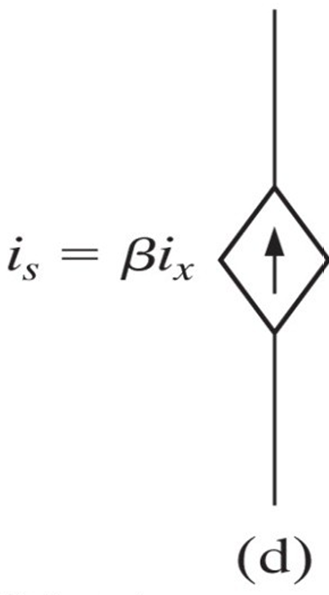 i_s = βi_x
(d)